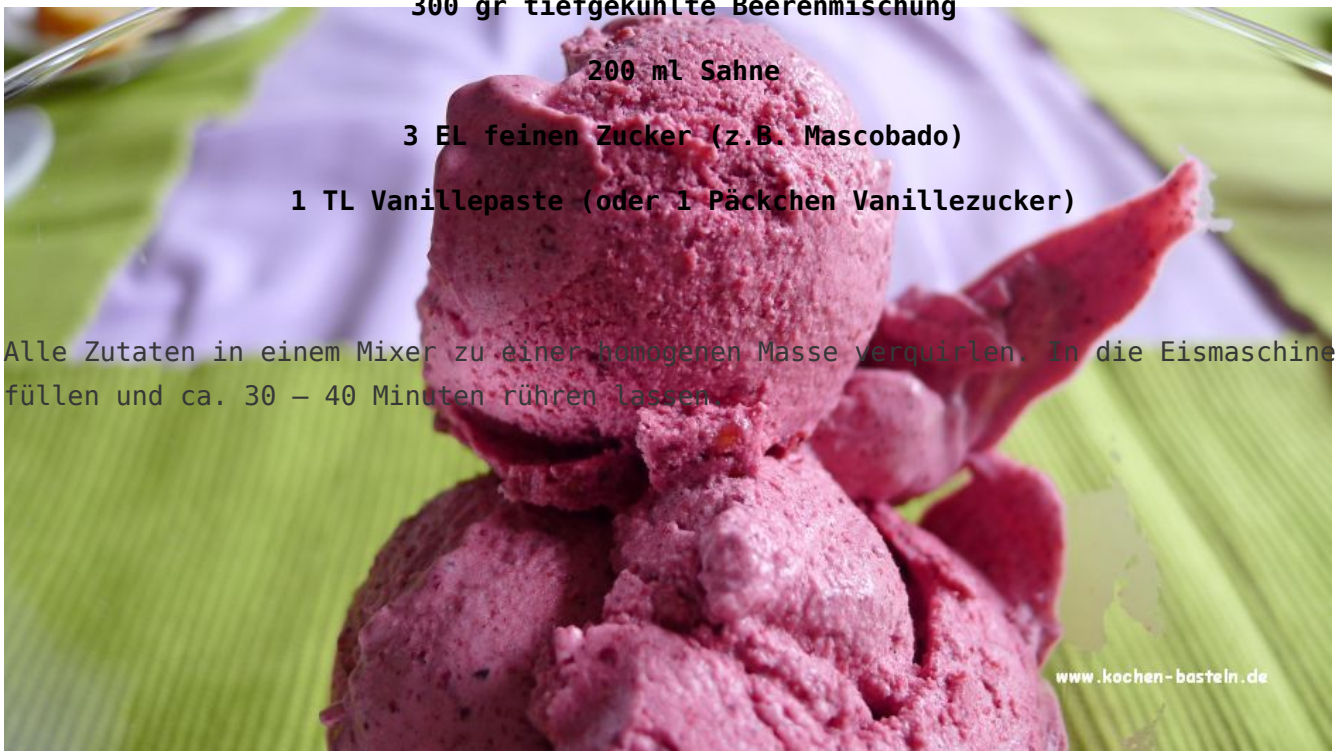 300 gr tiefgekühlte Beerenmischung
200 ml Sahne
3 EL feinen Zucker (z.B. Mascobado)
1 TL Vanillepaste (oder 1 Päckchen Vanillezucker)
Alle Zutaten in einem Mixer zu einer homogenen Masse verquirlen. In die Eismaschine
füllen und ca. 30 – 40 Minuten rühren lassen.
www.kochen-basteln.de